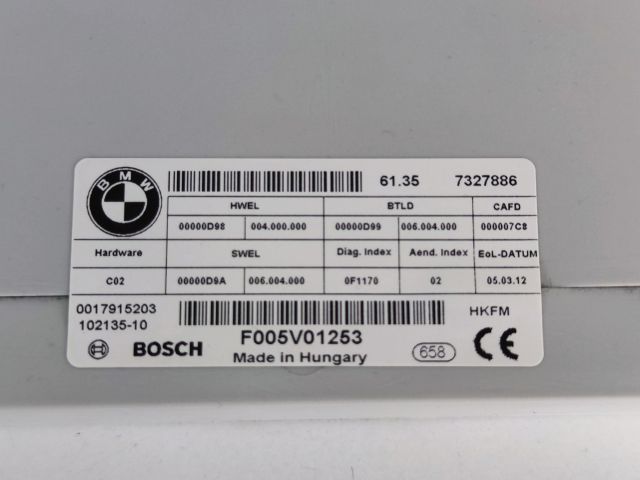 BMW
61.35 7327886
HWEL BTLD CAFD
00000D98 004.000.000 00000D99 006.004.000 000007C8
Hardware SWEL Diag. Index Aend. Index EoL-DATUM
C02 00000D9A 006.004.000 0F1170 02 05.03.12
0017915203 HKFM
102135-10
BOSCH F005V01253 658 CE
Made in Hungary